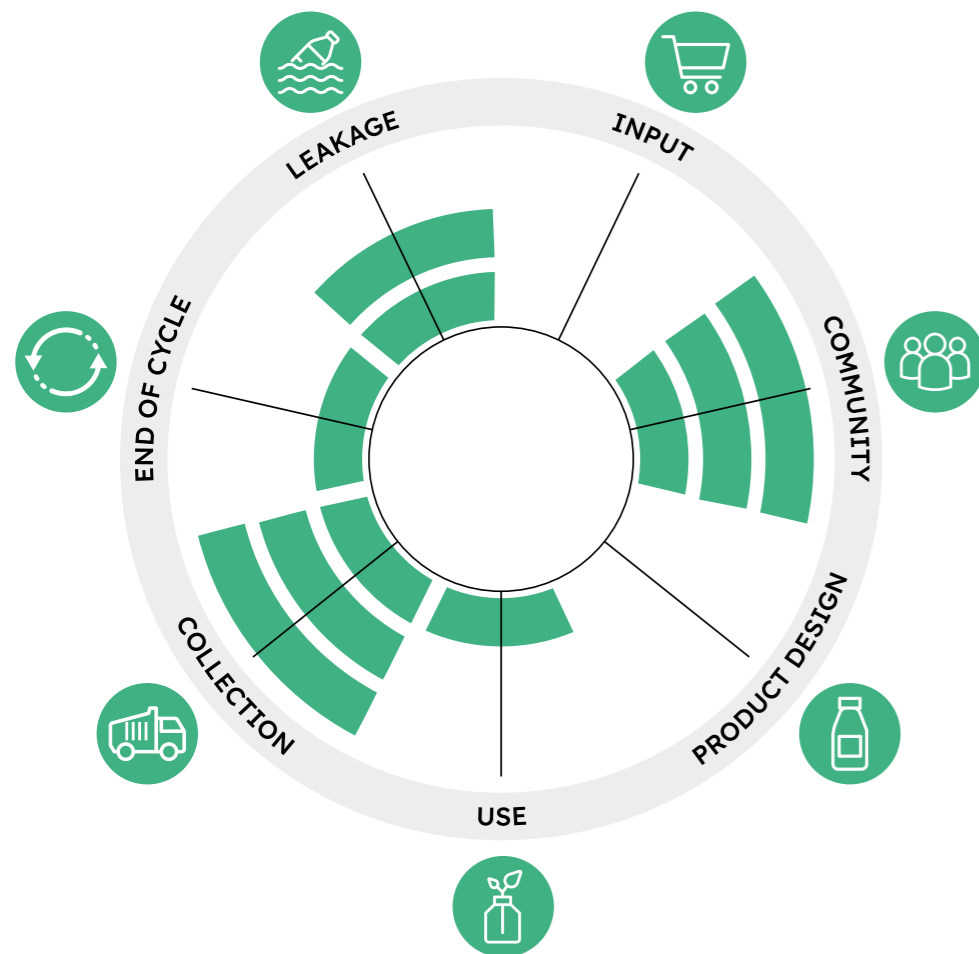 LEAKAGE
INPUT
COMMUNITY
PRODUCT DESIGN
USE
COLLECTION
END OF CYCLE